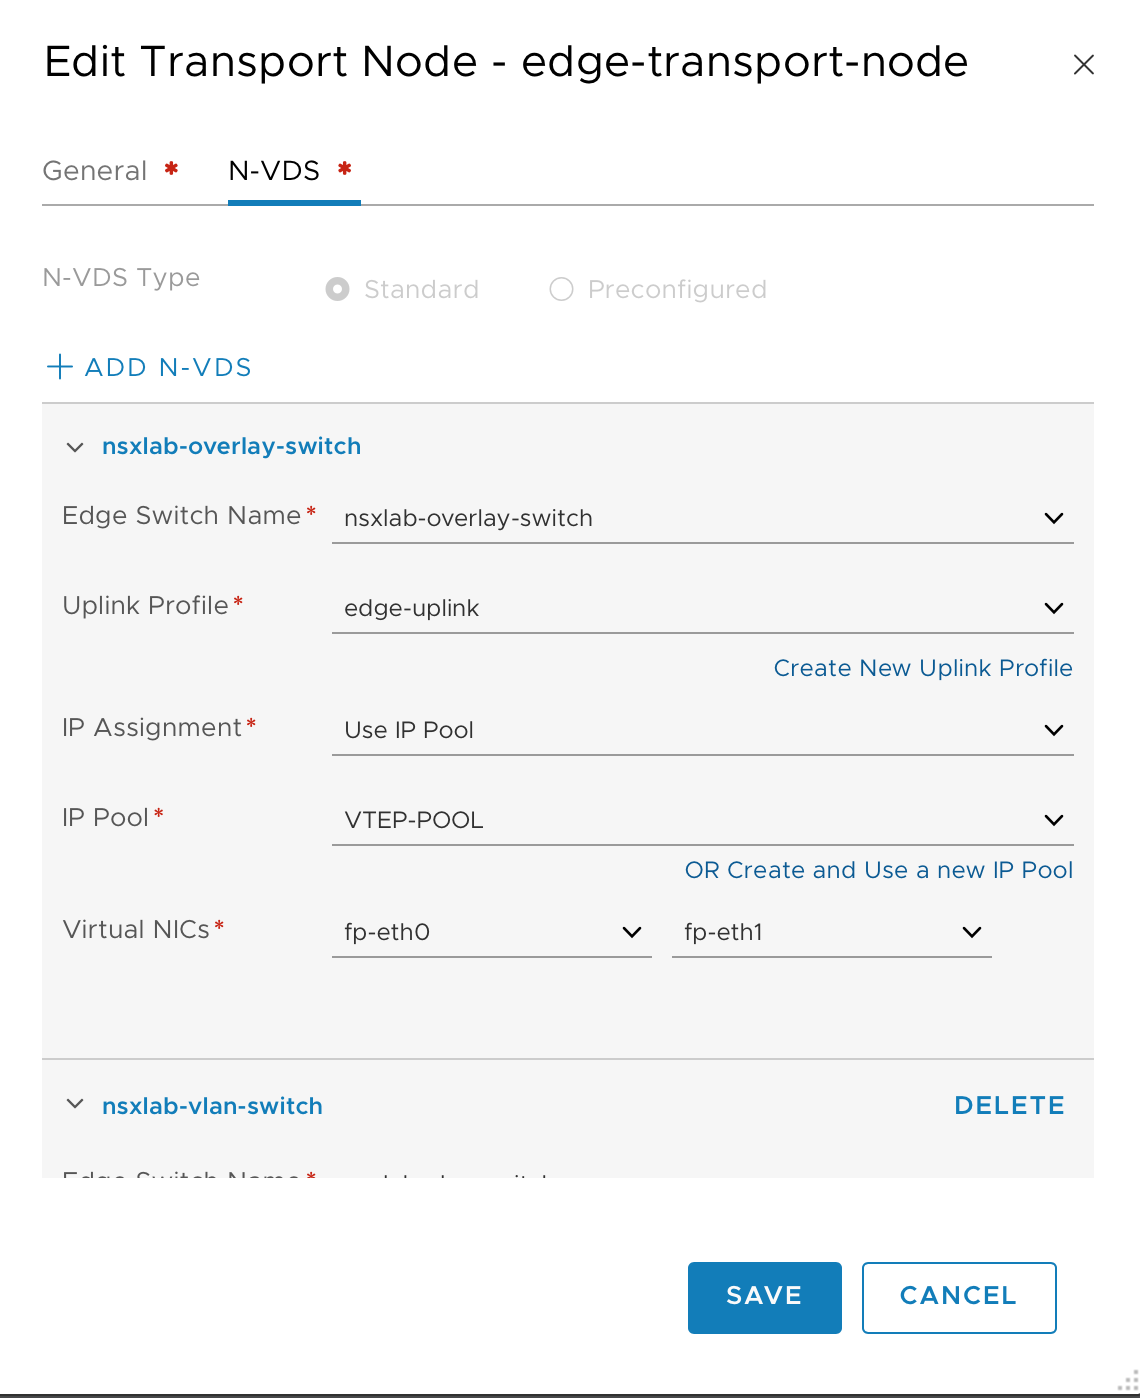 Edit Transport Node - edge-transport-node
General *
N-VDS *
N-VDS Type
Standard
Preconfigured
+ ADD N-VDS
nsxlab-overlay-switch
Edge Switch Name* nsxlab-overlay-switch
Uplink Profile* edge-uplink
Create New Uplink Profile
IP Assignment* Use IP Pool
IP Pool* VTEP-POOL
OR Create and Use a new IP Pool
Virtual NICs* fp-eth0 fp-eth1
nsxlab-vlan-switch DELETE
Edge Switch Name*
SAVE CANCEL